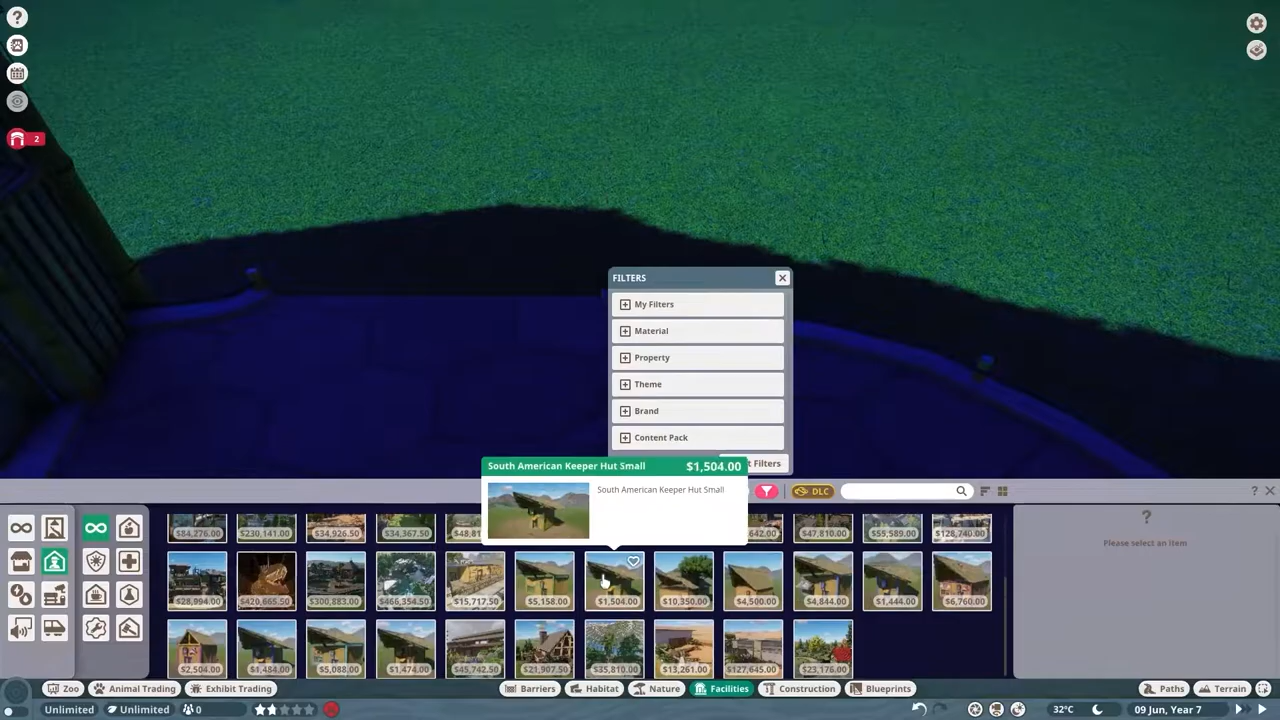 ?
2
FILTERS
My Filters
Material
Property
Theme
Brand
Content Pack
t Filters
South American Keeper Hut Small $1,504.00
South American Keeper Hut Small
DLC
?
?
Please select an item
$84,276.00 $230,141.00 $34,926.50 $34,367.50 $47,810.00 $55,589.00 $128,740.00
$28,994.00 $420,665.50 $300,883.00 $466,354.50 $15,717.50 $5,158.00 $1,504.00 $10,350.00 $4,500.00 $4,844.00 $1,444.00 $6,760.00
$2,504.00 $1,484.00 $5,088.00 $1,474.00 $45,742.50 $21,907.50 $35,810.00 $13,261.00 $127,645.00 $23,176.00
Zoo Animal Trading Exhibit Trading Barriers Habitat Nature Facilities Construction Blueprints Paths Terrain
Unlimited Unlimited 0 32°C 09 Jun, Year 7